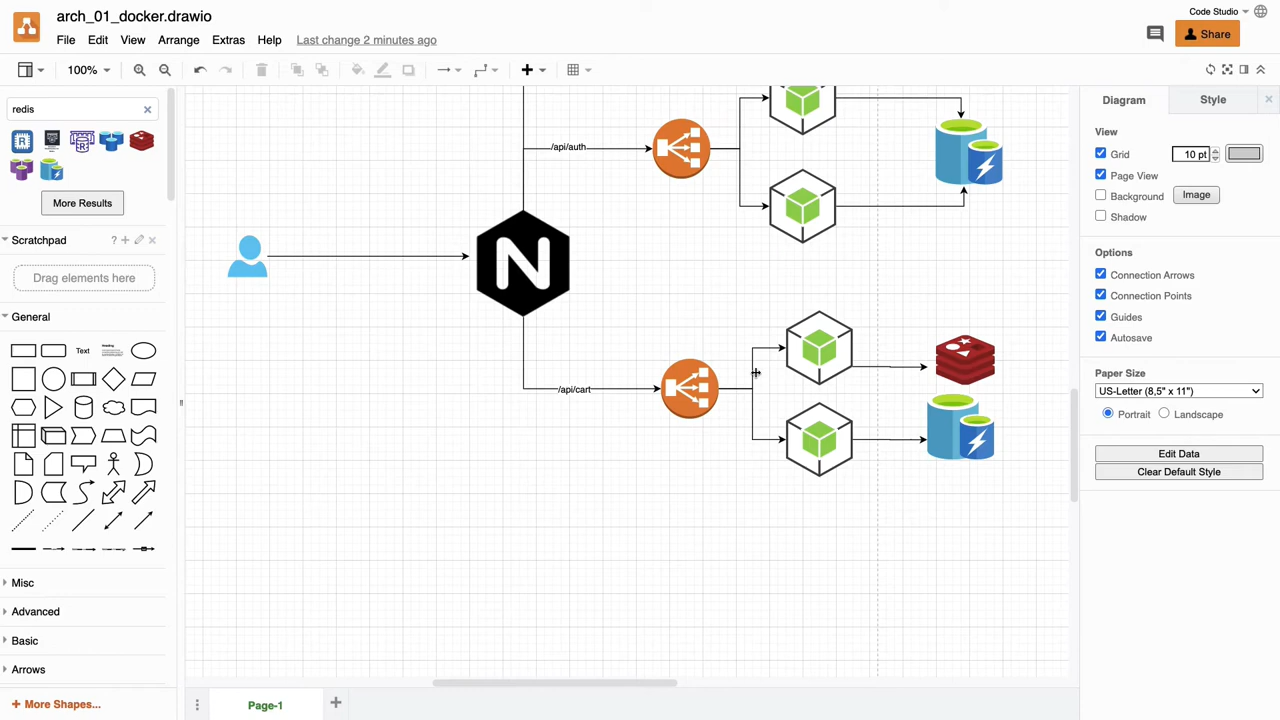 arch_01_docker.drawio
Code Studio
File Edit View Arrange Extras Help Last change 2 minutes ago
Share
100%
redis
More Results
Scratchpad
?
Drag elements here
General
Text
Heading
Misc
Advanced
Basic
Arrows
+ More Shapes...
/api/auth
N
/api/cart
Page-1
Diagram Style
View
Grid 10 pt
Page View
Background Image
Shadow
Options
Connection Arrows
Connection Points
Guides
Autosave
Paper Size
US-Letter (8,5" x 11")
Portrait Landscape
Edit Data
Clear Default Style